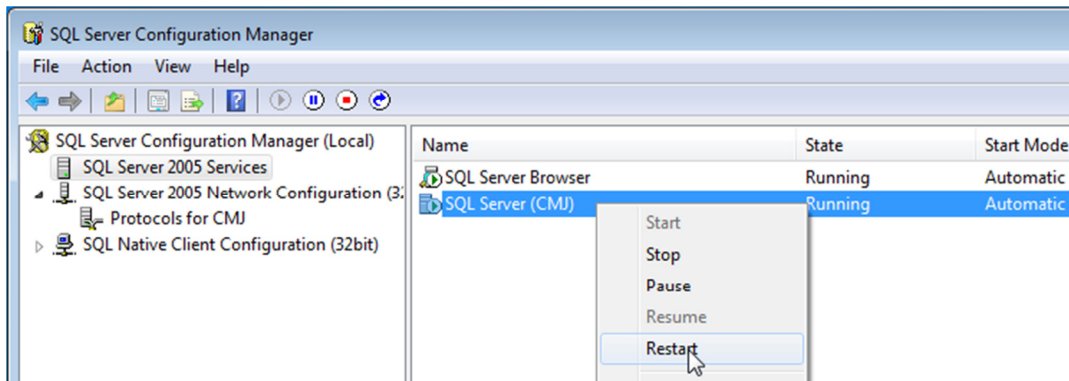 SQL Server Configuration Manager
File Action View Help
SQL Server Configuration Manager (Local)
SQL Server 2005 Services
SQL Server 2005 Network Configuration (32
Protocols for CMJ
SQL Native Client Configuration (32bit)
Name State Start Mode
SQL Server Browser Running Automatic
SQL Server (CMJ) Running Automatic
Start
Stop
Pause
Resume
Restart